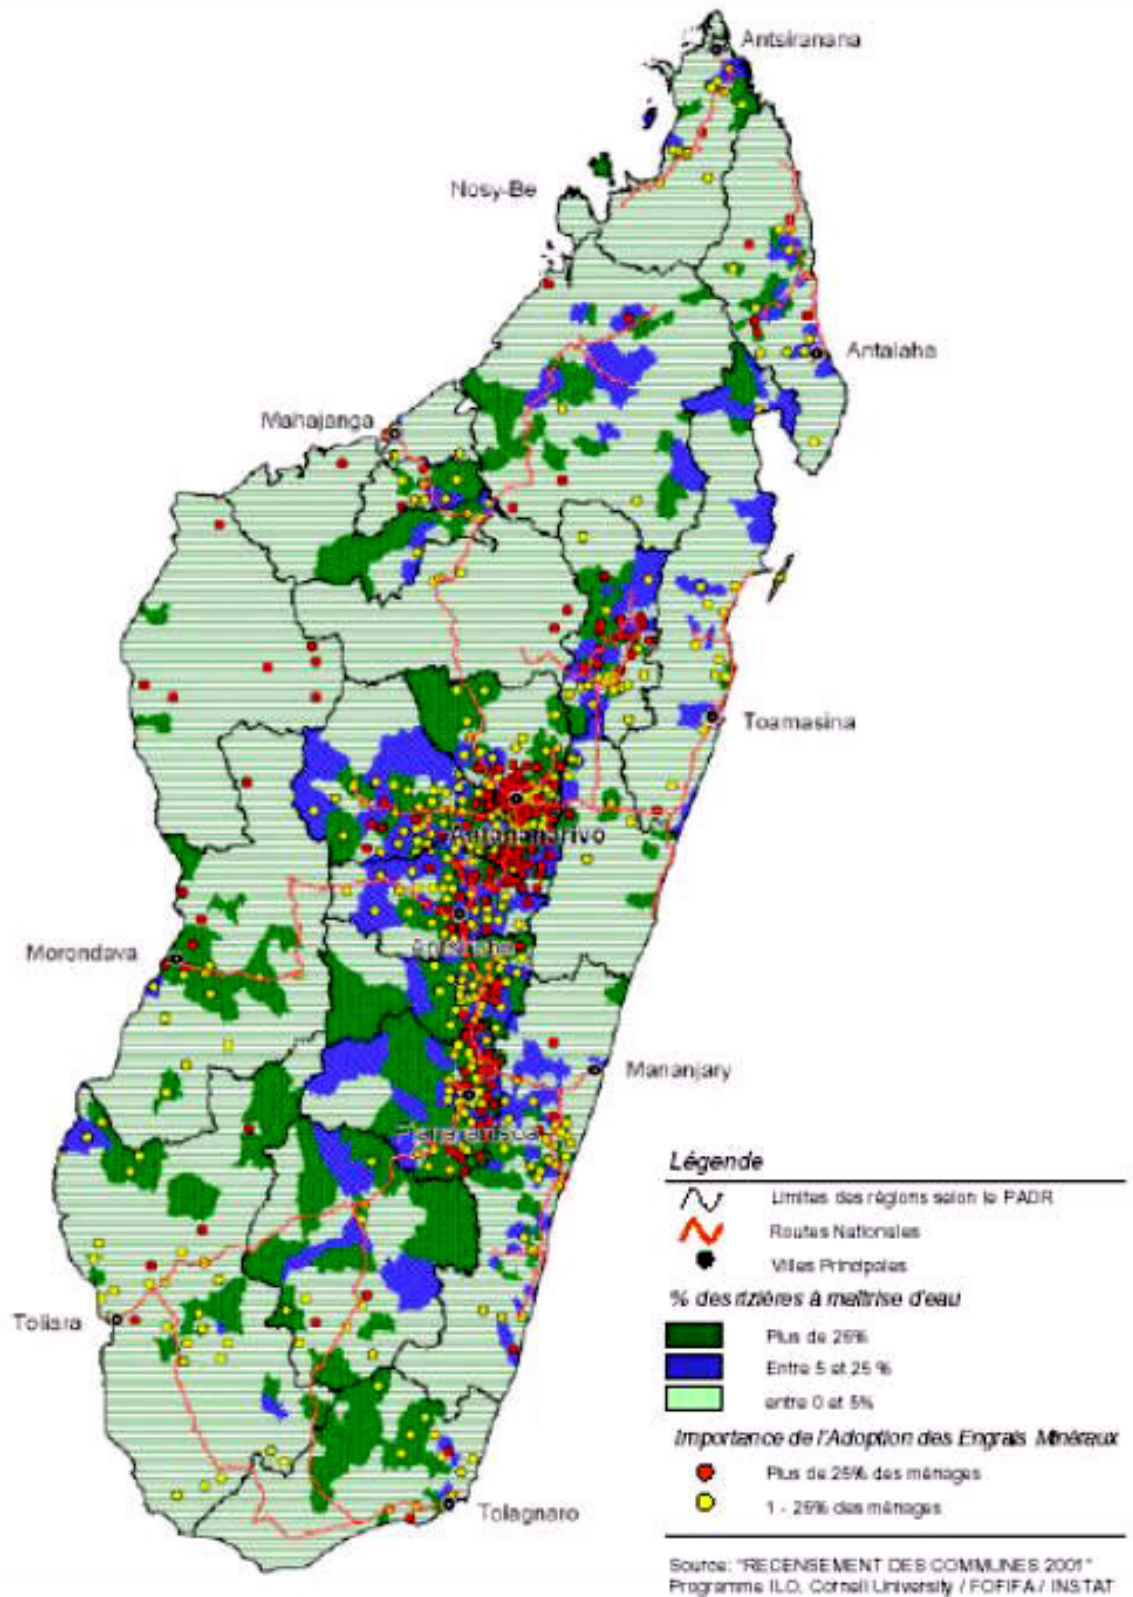 Antsiranana
Nosy-Be
Antalaha
Mahajanga
Toamasina
Antananarivo
Morondava
Antsirabe
Mananjary
Fianarantsoa
Toliara
Tolagnaro
Légende
Limites des régions selon le PADR
Routes Nationales
Villes Principales
% des rizières à maîtrise d'eau
Plus de 25%
Entre 5 et 25 %
entre 0 et 5%
Importance de l'Adoption des Engrais Minéraux
Plus de 25% des ménages
1 - 25% des ménages
Source: "RECENSEMENT DES COMMUNES 2001"
Programme ILO, Cornell University / FOFIFA / INSTAT